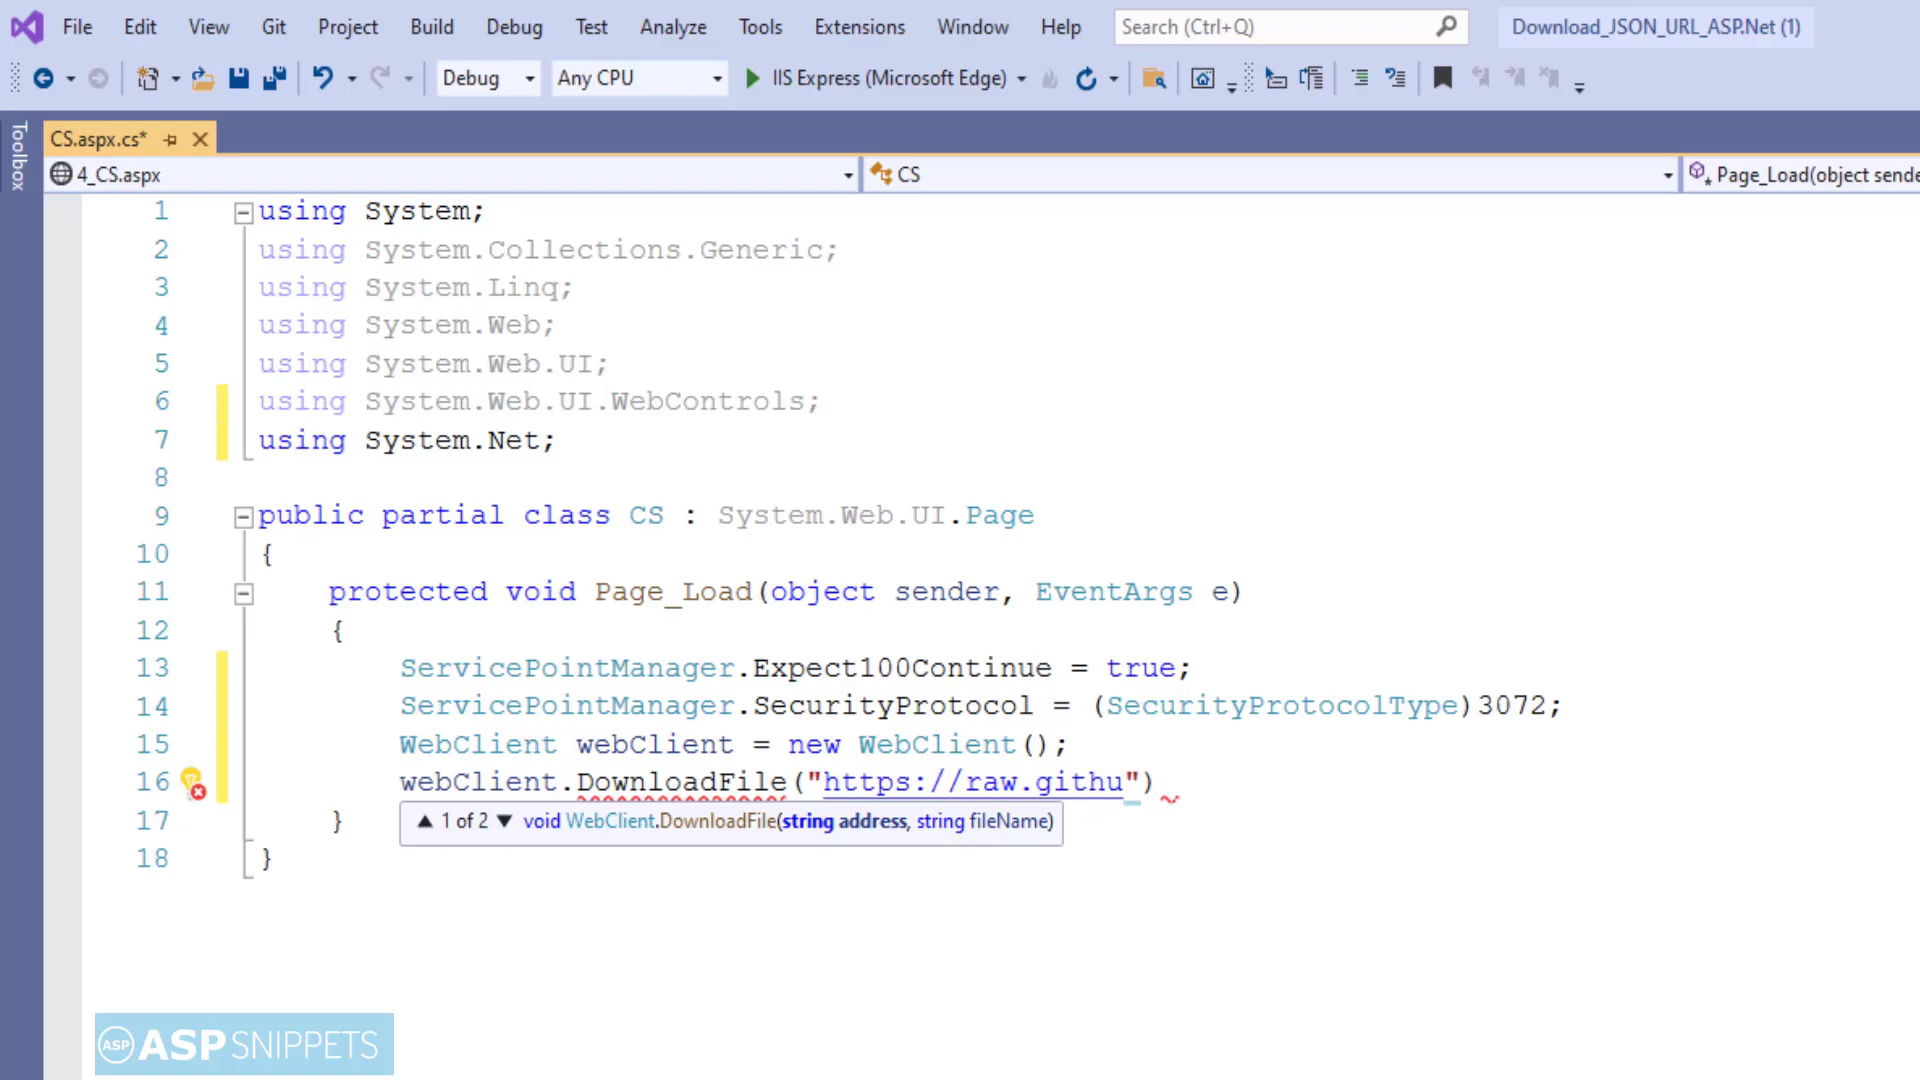 File Edit View Git Project Build Debug Test Analyze Tools Extensions Window Help Search (Ctrl+Q) Download_JSON_URL_ASP.Net (1)
Debug Any CPU IIS Express (Microsoft Edge)
Toolbox
CS.aspx.cs*
4_CS.aspx CS Page_Load(object sende
1 using System;
2 using System.Collections.Generic;
3 using System.Linq;
4 using System.Web;
5 using System.Web.UI;
6 using System.Web.UI.WebControls;
7 using System.Net;
8
9 public partial class CS : System.Web.UI.Page
10 {
11 protected void Page_Load(object sender, EventArgs e)
12 {
13 ServicePointManager.Expect100Continue = true;
14 ServicePointManager.SecurityProtocol = (SecurityProtocolType)3072;
15 WebClient webClient = new WebClient();
16 webClient.DownloadFile("https://raw.githu")
17 }
▲ 1 of 2 ▼ void WebClient.DownloadFile(string address, string fileName)
18 }
ASP ASPSNIPPETS